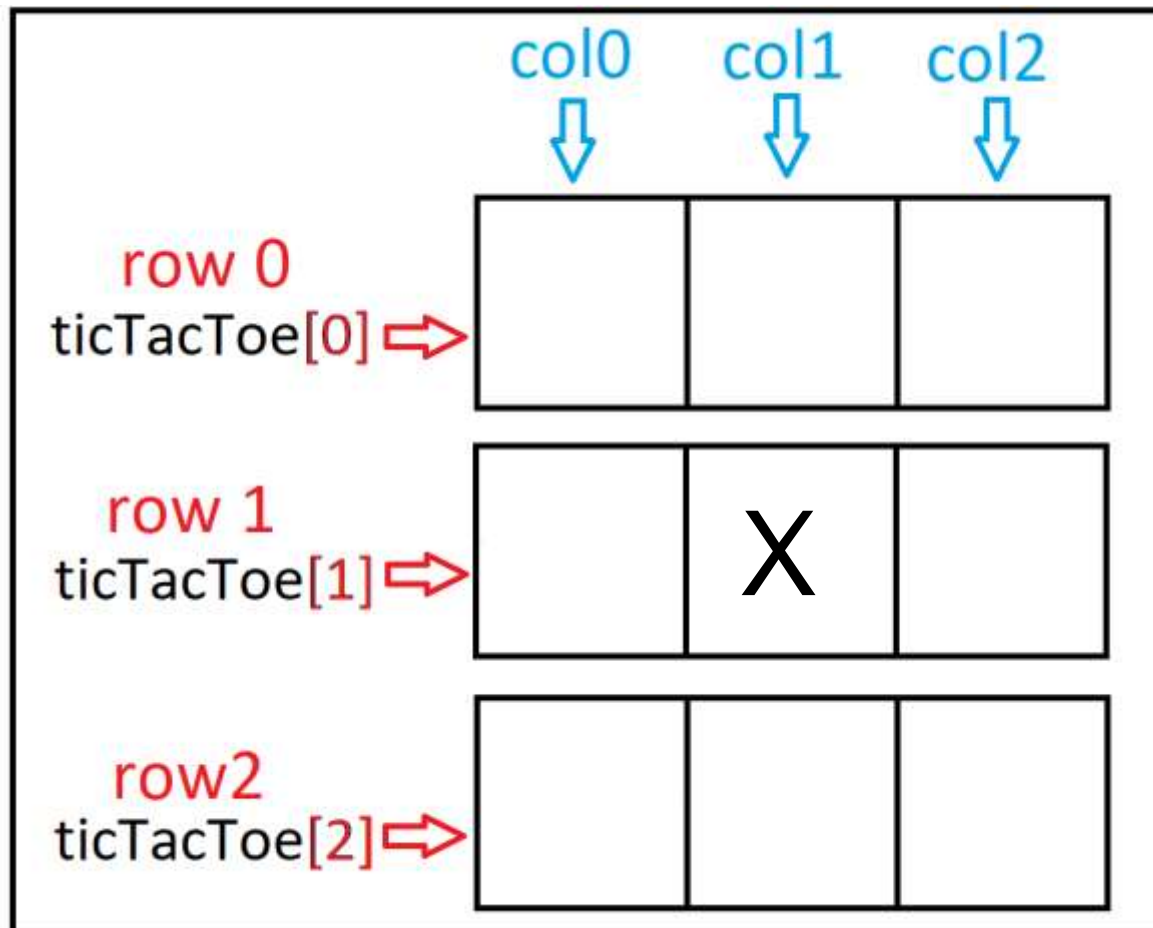 col0 col1 col2
row 0
ticTacToe[0]
row 1
ticTacToe[1]
X
row2
ticTacToe[2]